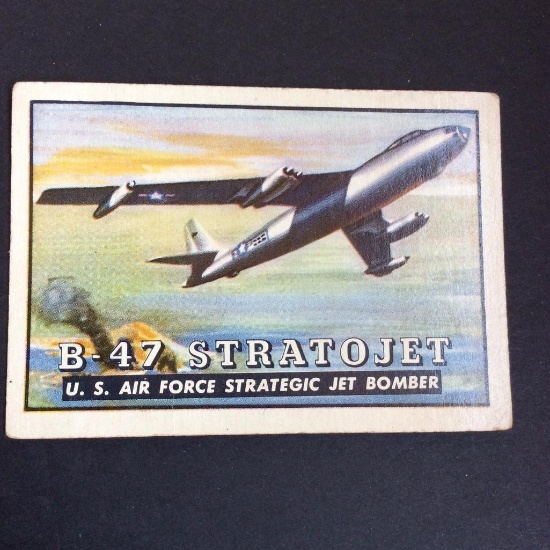 B-47 STRATOJET
U. S. AIR FORCE STRATEGIC JET BOMBER